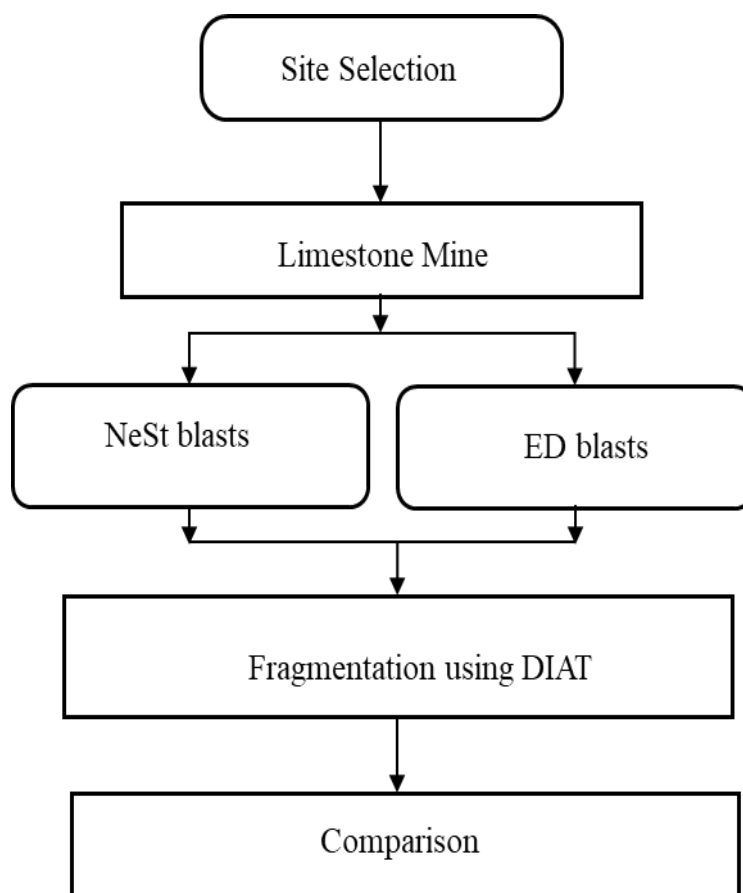 Site Selection
Limestone Mine
NeSt blasts
ED blasts
Fragmentation using DIAT
Comparison